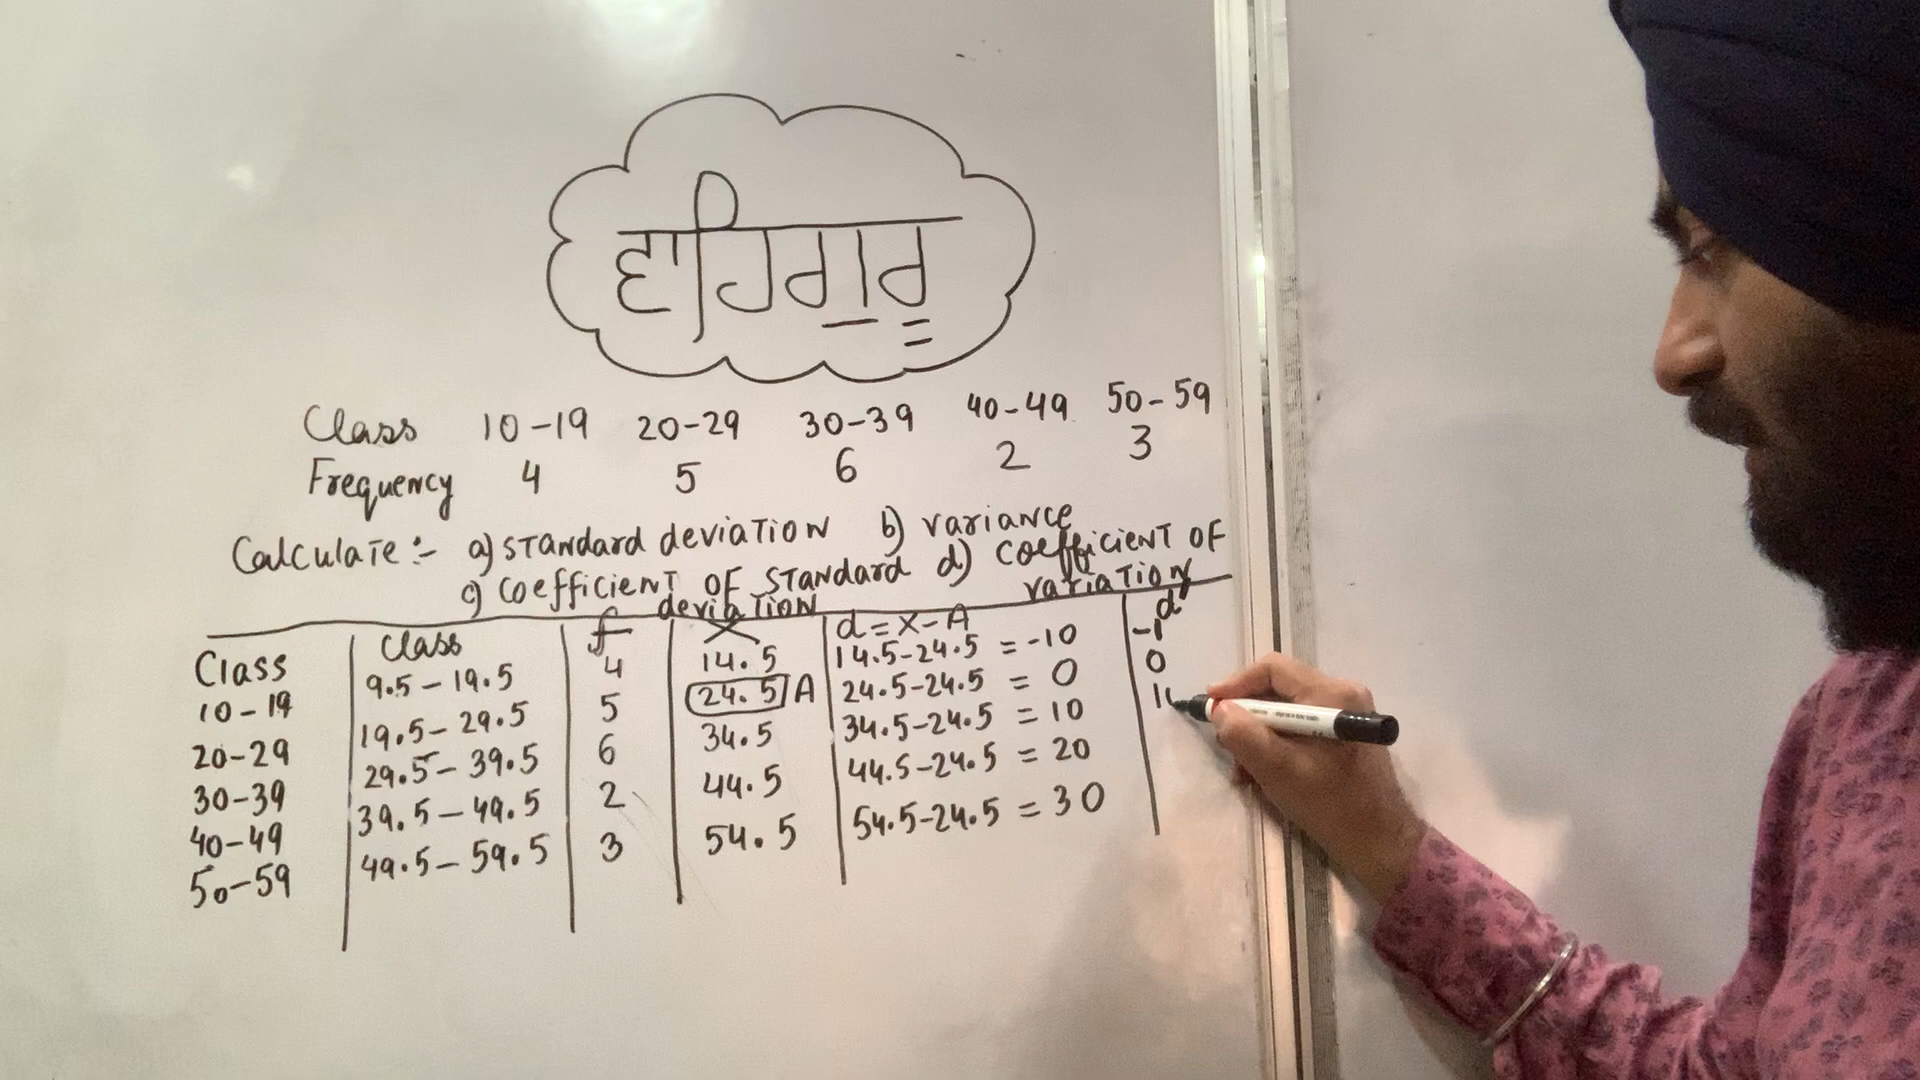 ਵਾਹਿਗੁਰੂ
Class 10-19 20-29 30-39 40-49 50-59
Frequency 4 5 6 2 3
Calculate:- a) standard deviation b) variance
c) coefficient of standard deviation d) coefficient of variation
Class Class f X d=X-A d'
10-19 9.5-19.5 4 14.5 14.5-24.5 = -10 -1
20-29 19.5-29.5 5 24.5 A 24.5-24.5 = 0 0
30-39 29.5-39.5 6 34.5 34.5-24.5 = 10
40-49 39.5-49.5 2 44.5 44.5-24.5 = 20
50-59 49.5-59.5 3 54.5 54.5-24.5 = 30